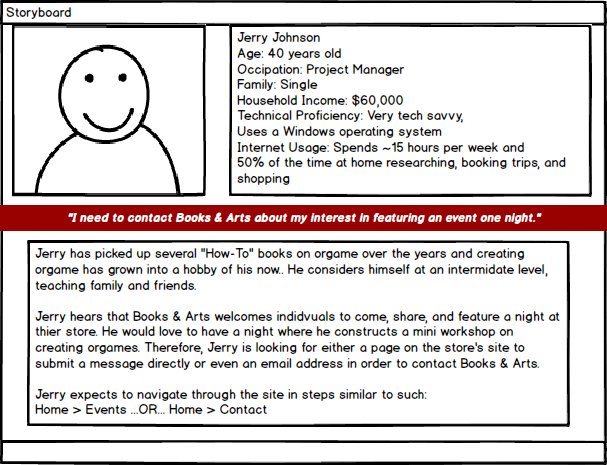 Storyboard
Jerry Johnson
Age: 40 years old
Occipation: Project Manager
Family: Single
Household Income: $60,000
Technical Proficiency: Very tech savvy,
Uses a Windows operating system
Internet Usage: Spends ~15 hours per week and
50% of the time at home researching, booking trips, and
shopping
"I need to contact Books & Arts about my interest in featuring an event one night."
Jerry has picked up several "How-To" books on orgame over the years and creating
orgame has grown into a hobby of his now.. He considers himself at an intermidate level,
teaching family and friends.
Jerry hears that Books & Arts welcomes indidvuals to come, share, and feature a night at
thier store. He would love to have a night where he constructs a mini workshop on
creating orgames. Therefore, Jerry is looking for either a page on the store's site to
submit a message directly or even an email address in order to contact Books & Arts.
Jerry expects to navigate through the site in steps similar to such:
Home > Events ...OR... Home > Contact